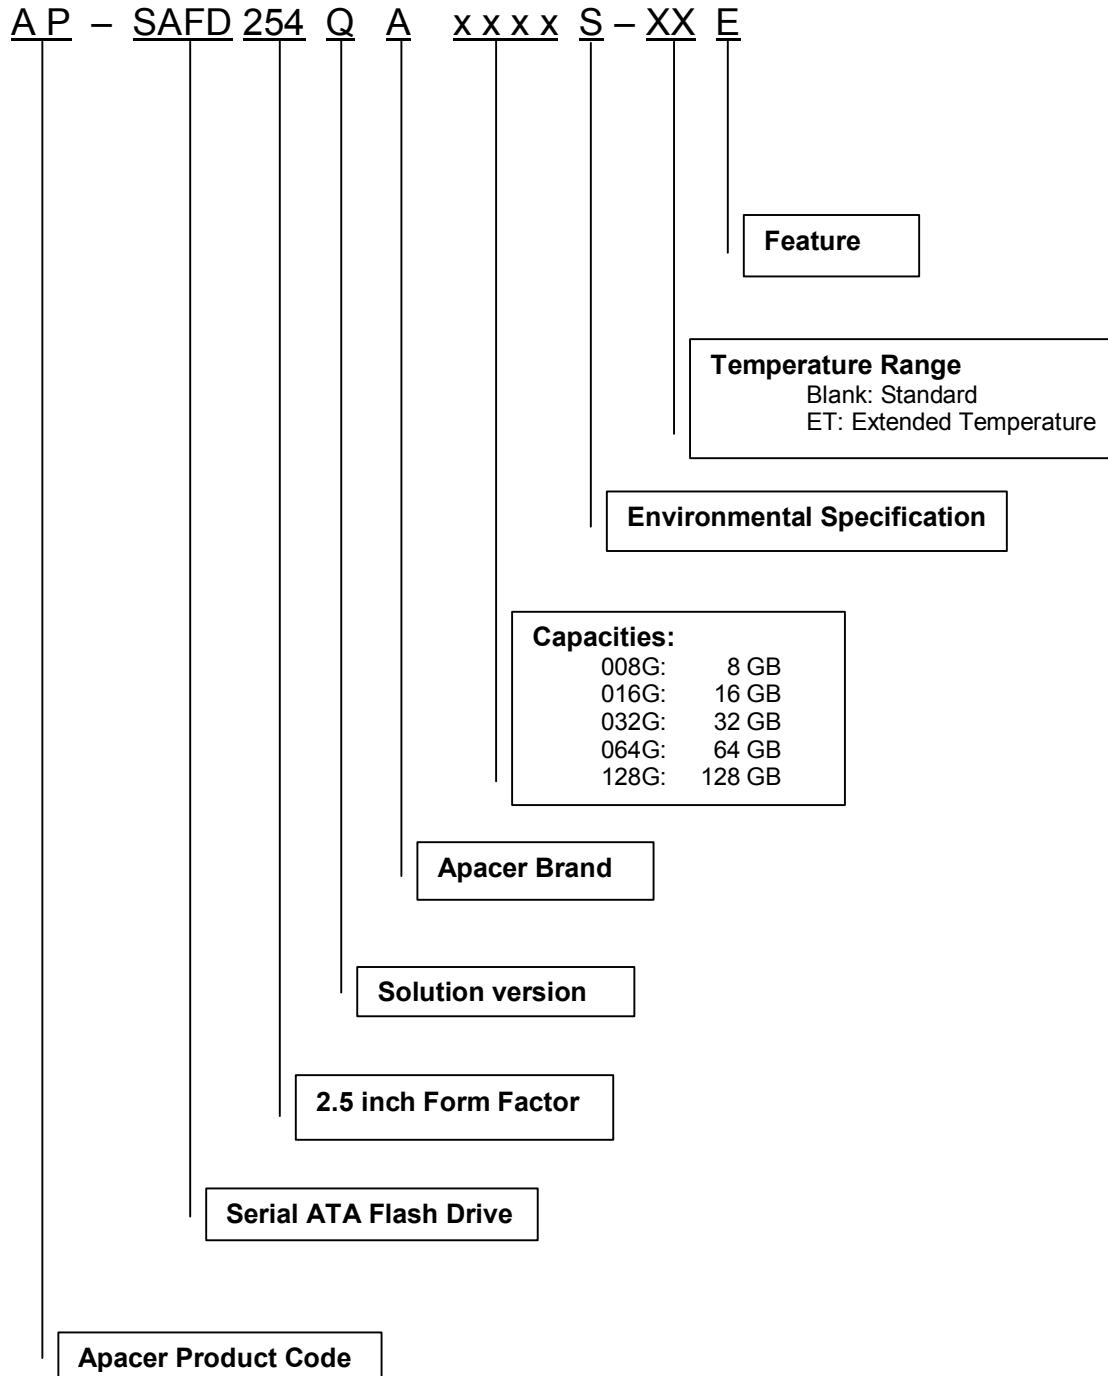 A P – SAFD 254 Q A x x x x S – XX E
Feature
Temperature Range
Blank: Standard
ET: Extended Temperature
Environmental Specification
Capacities:
008G: 8 GB
016G: 16 GB
032G: 32 GB
064G: 64 GB
128G: 128 GB
Apacer Brand
Solution version
2.5 inch Form Factor
Serial ATA Flash Drive
Apacer Product Code